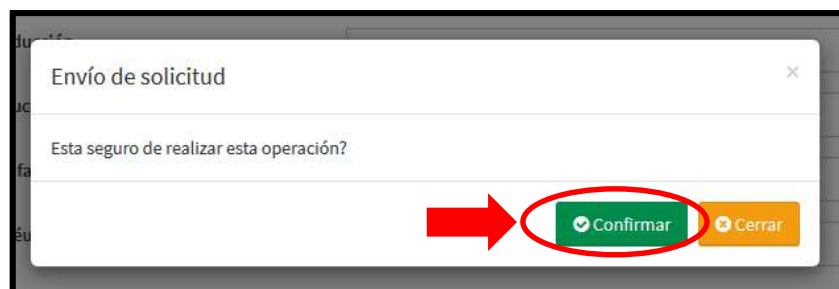 Envío de solicitud
×
Esta seguro de realizar esta operación?
Confirmar
Cerrar